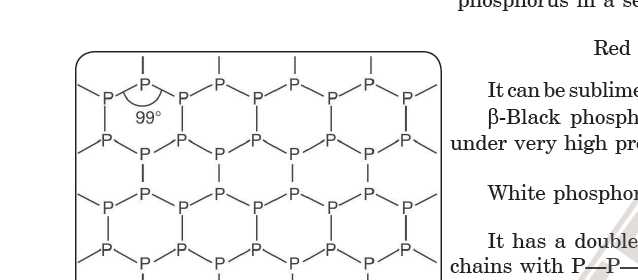 phosphorus in a se
Red
It can be sublime
β-Black phosph
under very high pre
White phosphor
It has a double
chains with P—P—
P P P P
P P P P P
99°
P P P P P
P P P P
P P P P
P P P P P
P P P P P
P P P P